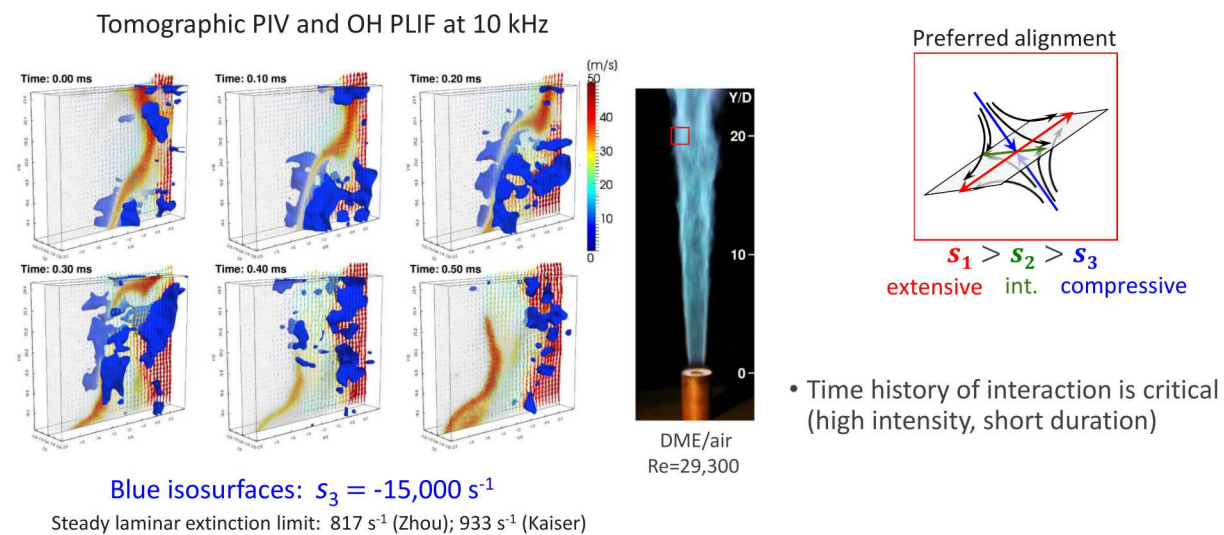 Tomographic PIV and OH PLIF at 10 kHz
Time: 0.00 ms
Time: 0.10 ms
Time: 0.20 ms
(m/s)
50
40
30
20
10
0
Time: 0.30 ms
Time: 0.40 ms
Time: 0.50 ms
Blue isosurfaces: s₃ = -15,000 s⁻¹
Steady laminar extinction limit: 817 s⁻¹ (Zhou); 933 s⁻¹ (Kaiser)
Y/D
20
10
0
DME/air
Re=29,300
Preferred alignment
s₁ > s₂ > s₃
extensive int. compressive
• Time history of interaction is critical
(high intensity, short duration)